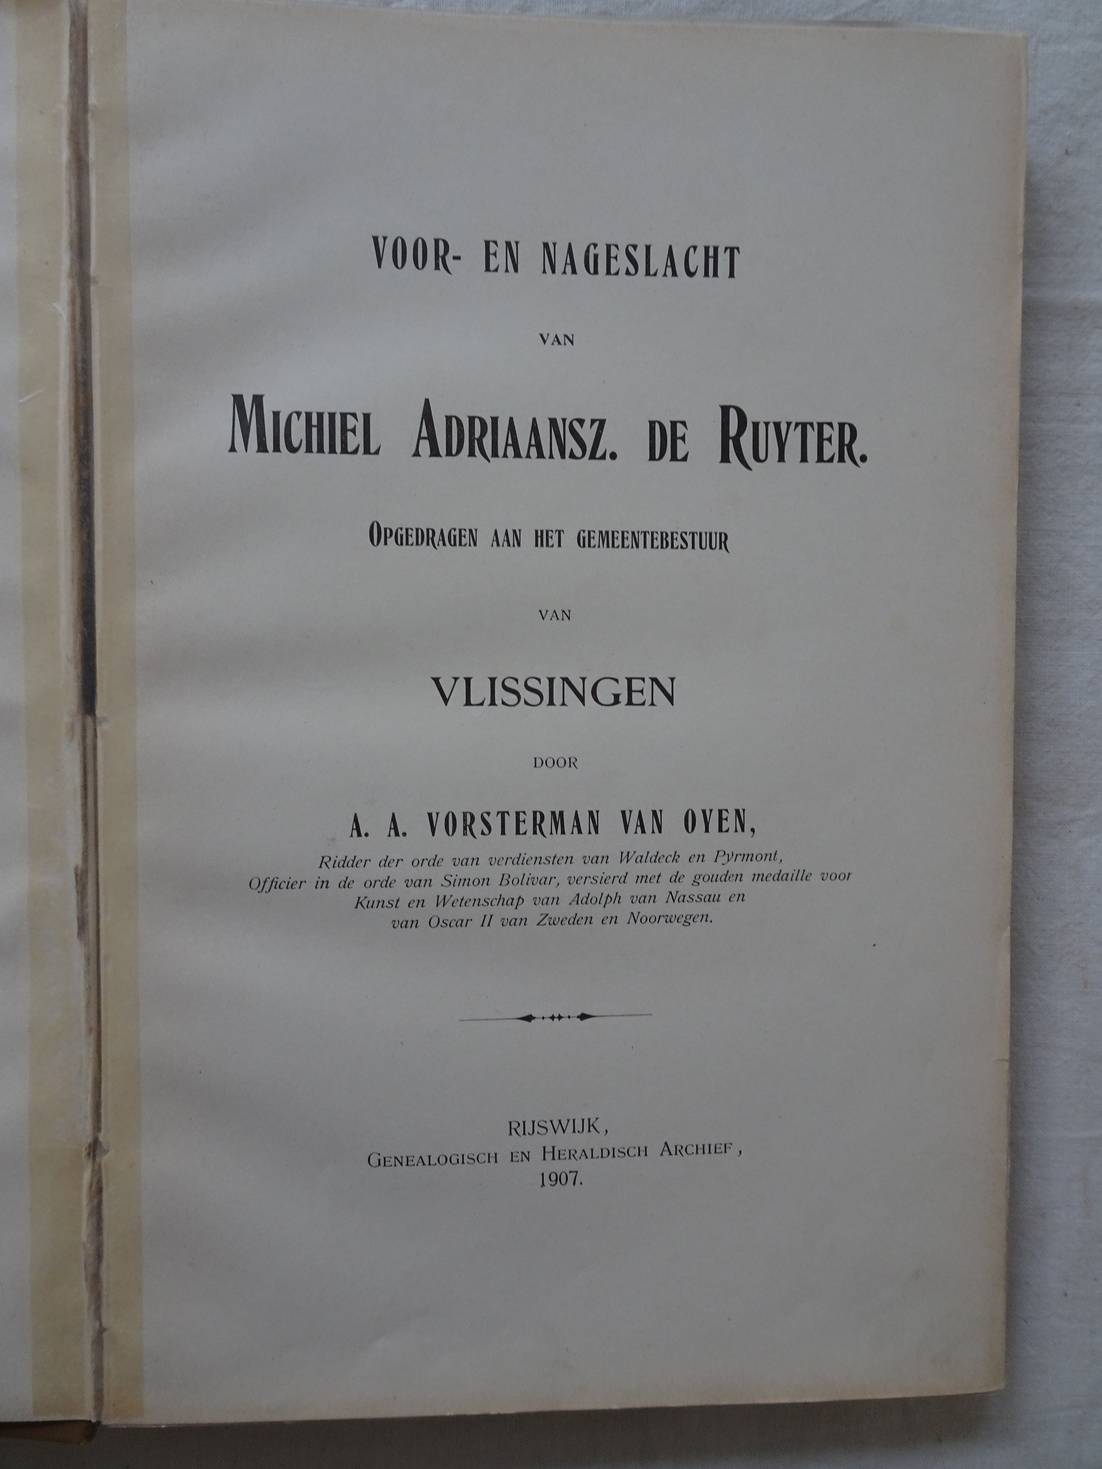 VOOR- EN NAGESLACHT
VAN
MICHIEL ADRIAANSZ. DE RUYTER.
OPGEDRAGEN AAN HET GEMEENTEBESTUUR
VAN
VLISSINGEN
DOOR
A. A. VORSTERMAN VAN OYEN,
Ridder der orde van verdiensten van Waldeck en Pyrmont,
Officier in de orde van Simon Bolivar, versierd met de gouden medaille voor
Kunst en Wetenschap van Adolph van Nassau en
van Oscar II van Zweden en Noorwegen.
RIJSWIJK,
GENEALOGISCH EN HERALDISCH ARCHIEF,
1907.